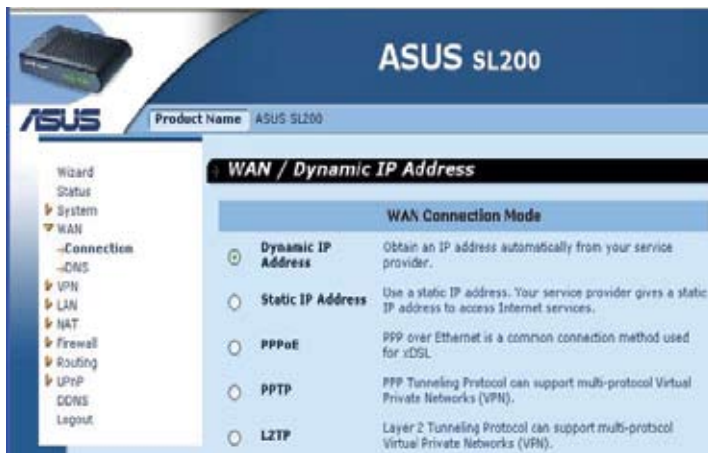 ASUS SL200
ASUS
Product Name ASUS SL200
Wizard
Status
System
WAN
Connection
DNS
VPN
LAN
NAT
Firewall
Routing
UPnP
DDNS
Logout
WAN / Dynamic IP Address
WAN Connection Mode
Dynamic IP Address
Obtain an IP address automatically from your service
provider.
Static IP Address
Use a static IP address. Your service provider gives a static
IP address to access Internet services.
PPPoE
PPP over Ethernet is a common connection method used
for xDSL
PPTP
PPP Tunneling Protocol can support multi-protocol Virtual
Private Networks (VPN).
L2TP
Layer 2 Tunneling Protocol can support multi-protocol
Virtual Private Networks (VPN).